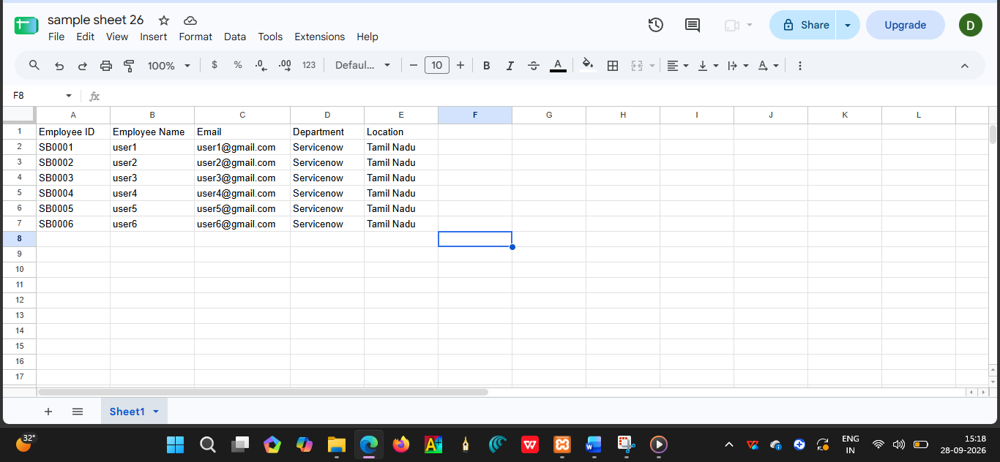 sample sheet 26
File Edit View Insert Format Data Tools Extensions Help
Share Upgrade D
100% $ % .0 .00 123 Defaul... 10 B I A A
F8 fx
A B C D E F G H I J K L
1 Employee ID Employee Name Email Department Location
2 SB0001 user1 user1@gmail.com Servicenow Tamil Nadu
3 SB0002 user2 user2@gmail.com Servicenow Tamil Nadu
4 SB0003 user3 user3@gmail.com Servicenow Tamil Nadu
5 SB0004 user4 user4@gmail.com Servicenow Tamil Nadu
6 SB0005 user5 user5@gmail.com Servicenow Tamil Nadu
7 SB0006 user6 user6@gmail.com Servicenow Tamil Nadu
8
9
10
11
12
13
14
15
16
17
Sheet1
32°
ENG
IN
15:18
28-09-2026